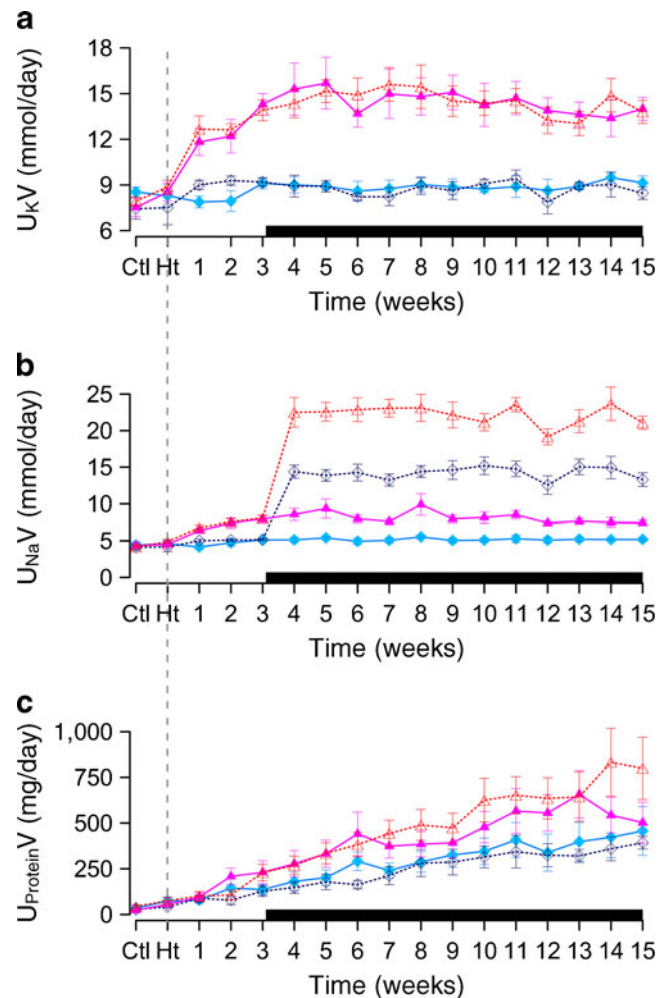 a
U_KV (mmol/day)
18
15
12
9
6
Ctl Ht 1 2 3 4 5 6 7 8 9 10 11 12 13 14 15
Time (weeks)
b
U_NaV (mmol/day)
25
20
15
10
5
0
Ctl Ht 1 2 3 4 5 6 7 8 9 10 11 12 13 14 15
Time (weeks)
c
U_ProteinV (mg/day)
1,000
750
500
250
0
Ctl Ht 1 2 3 4 5 6 7 8 9 10 11 12 13 14 15
Time (weeks)